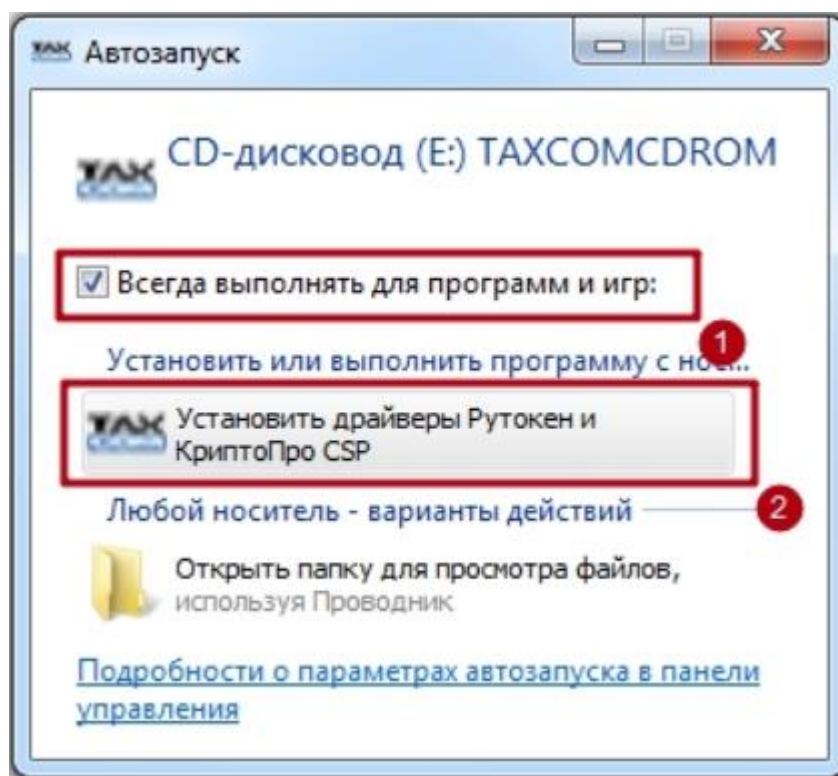 Автозапуск
CD-дисковод (E:) TAXCOMCDROM
Всегда выполнять для программ и игр:
1
Установить или выполнить программу с нос...
Установить драйверы Рутокен и
КриптоПро CSP
Любой носитель - варианты действий
2
Открыть папку для просмотра файлов,
используя Проводник
Подробности о параметрах автозапуска в панели
управления